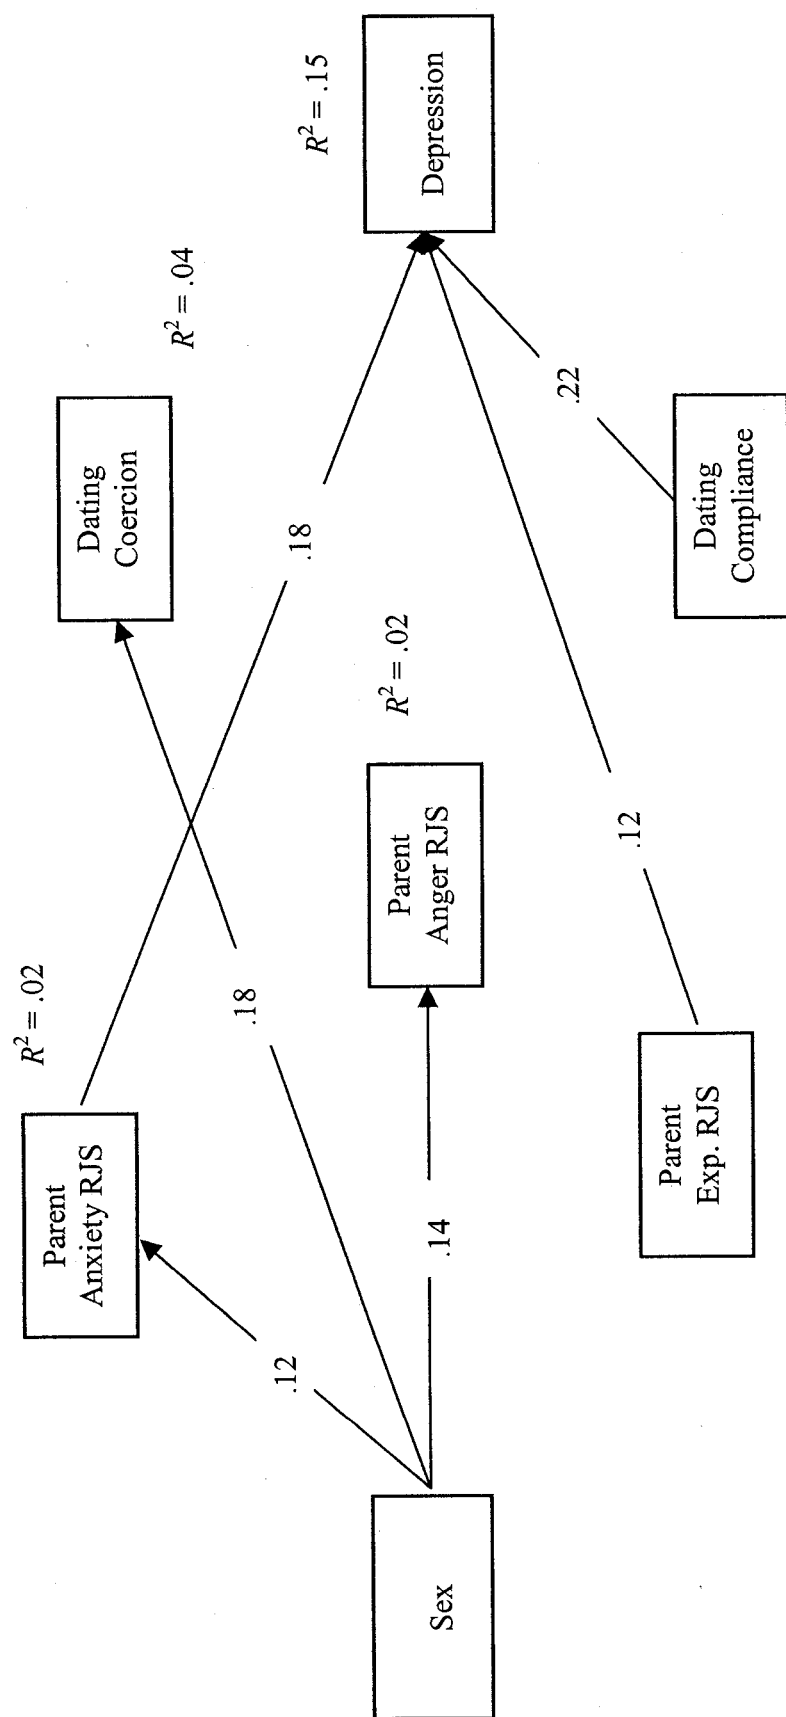 Sex
.12
.18
.14
Parent
Anxiety RJS
R² = .02
Parent
Anger RJS
R² = .02
Parent
Exp. RJS
Dating
Coercion
R² = .04
.18
.12
Dating
Compliance
.22
Depression
R² = .15